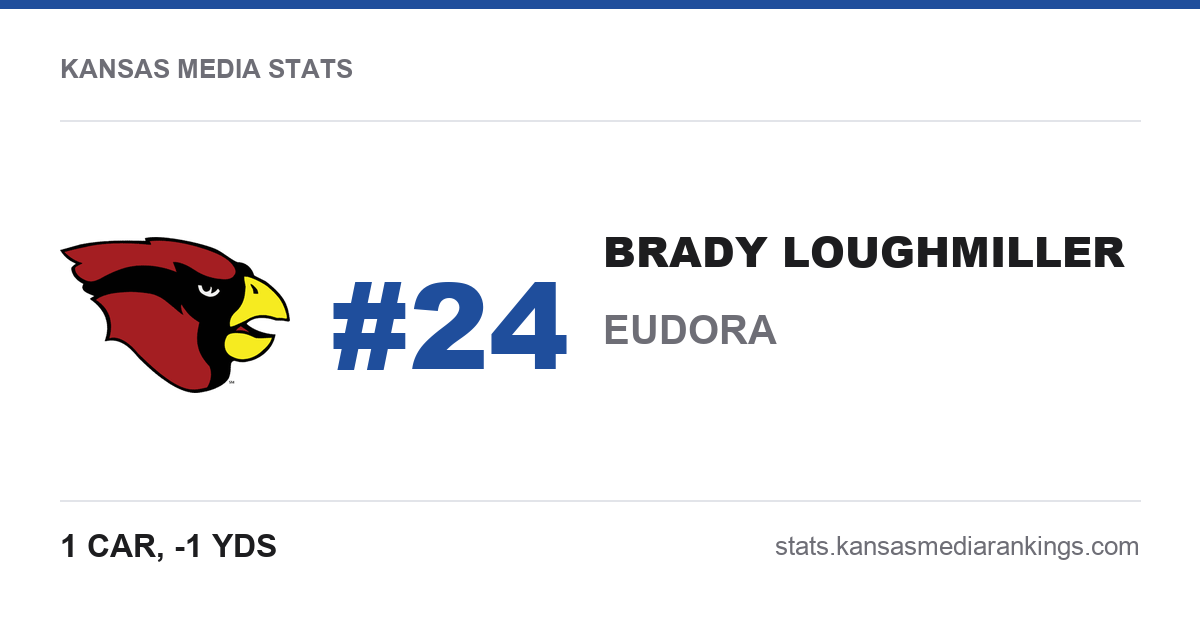 KANSAS MEDIA STATS
#24
BRADY LOUGHMILLER
EUDORA
1 CAR, -1 YDS
stats.kansasmediarankings.com